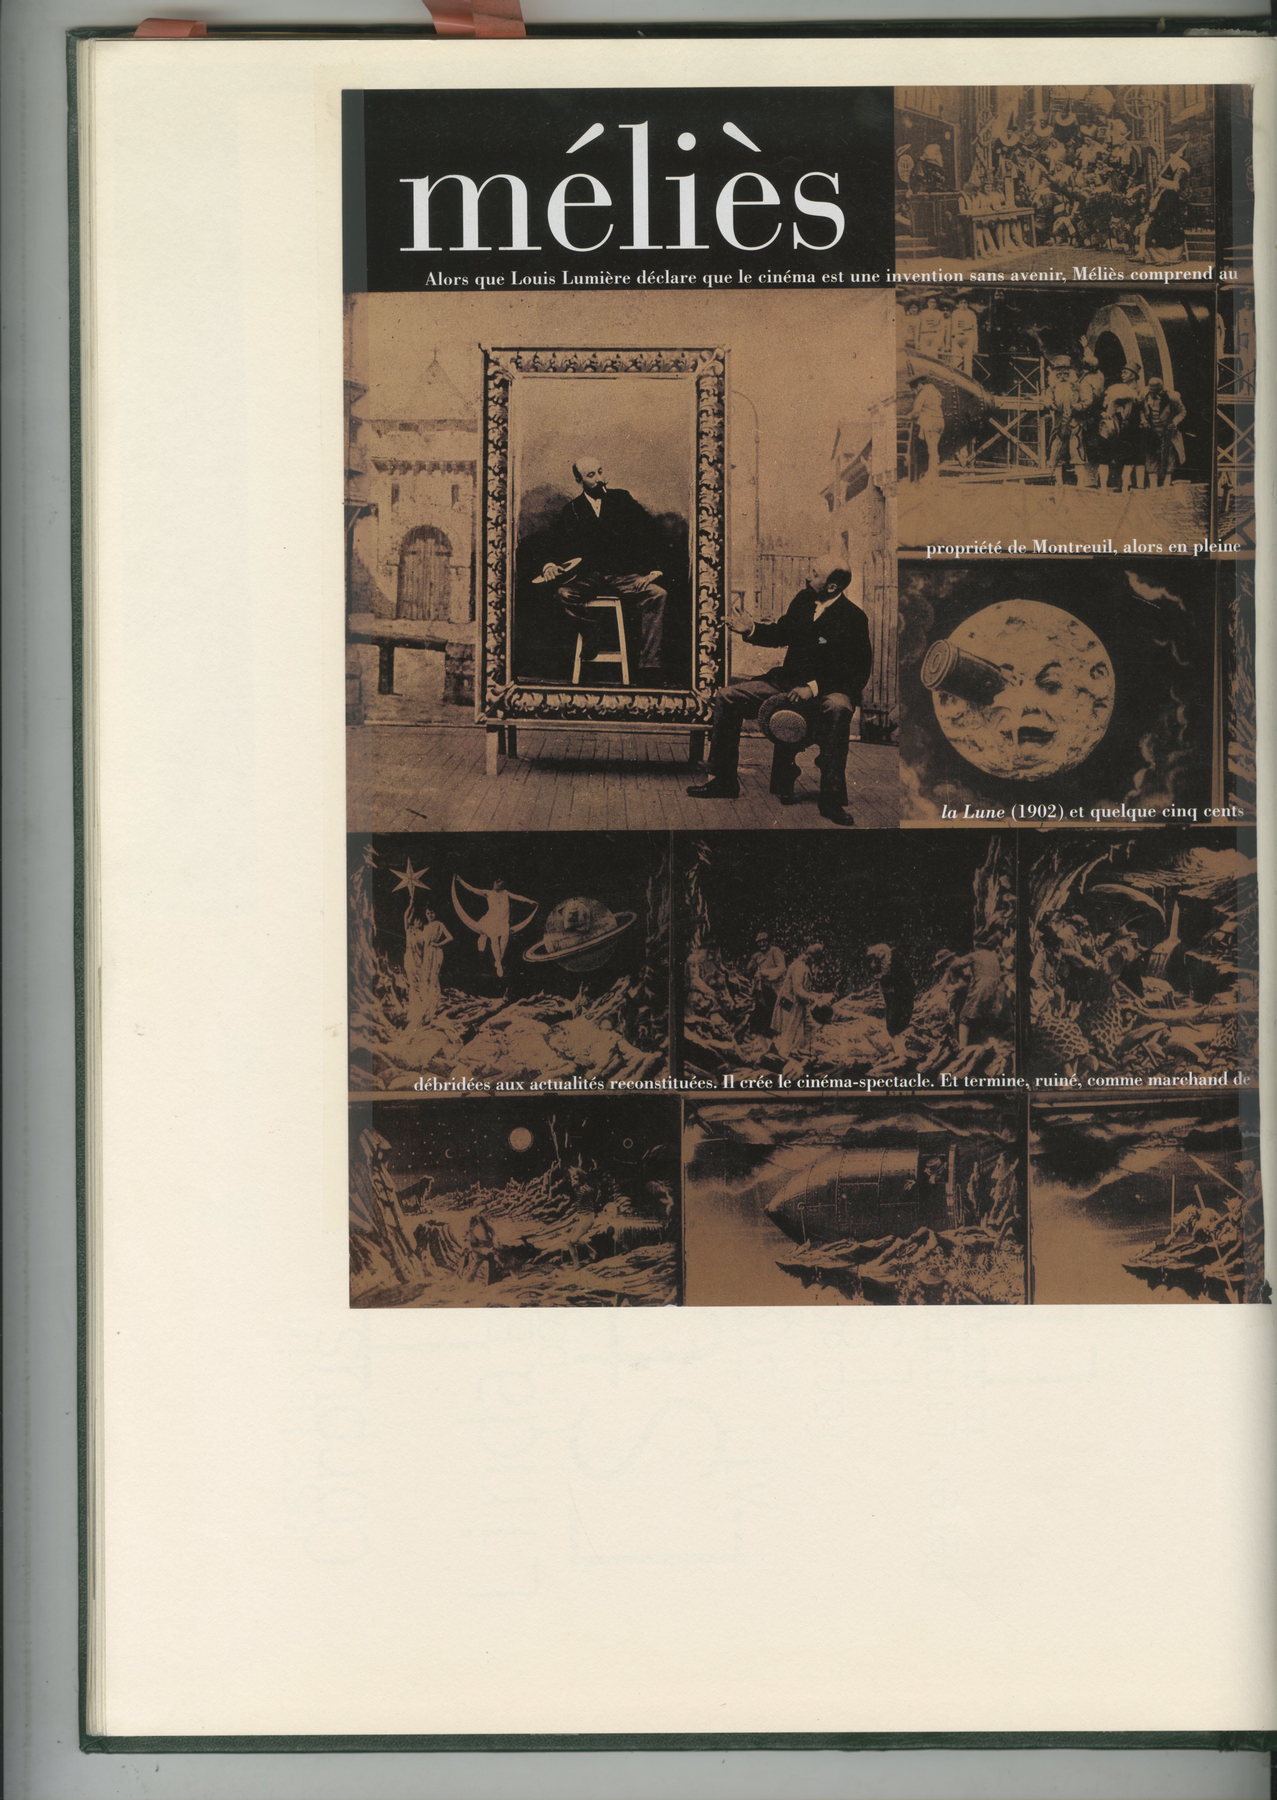 méliès
Alors que Louis Lumière déclare que le cinéma est une invention sans avenir, Méliès comprend au
propriété de Montreuil, alors en pleine
la Lune (1902) et quelque cinq cents
débridées aux actualités reconstituées. Il crée le cinéma-spectacle. Et termine, ruiné, comme marchand de